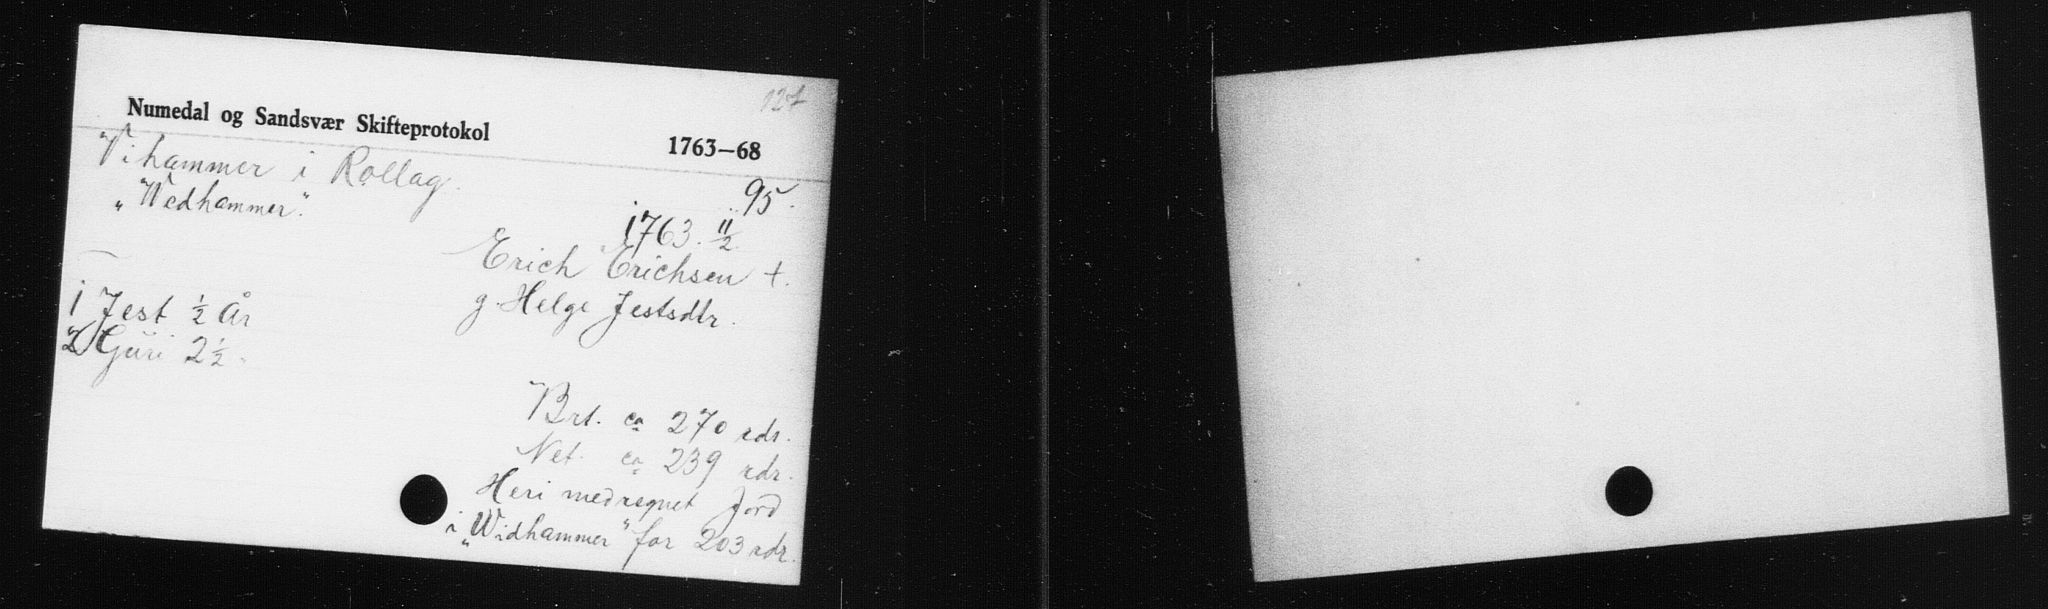 127
Numedal og Sandsvær Skifteprotokol 1763—68
Vihammer i Rollag.
„Wedhammer".
95.
1763. 11/2
Erich Erichsen +.
g. Helge Jestsdtr.
1 Jest ½ År
2 Guri 2½.
Brt. ca 270 rdr.
Net. ca 239 rdr.
Heri medregnet Jord
i „Widhammer" for 203 rdr.